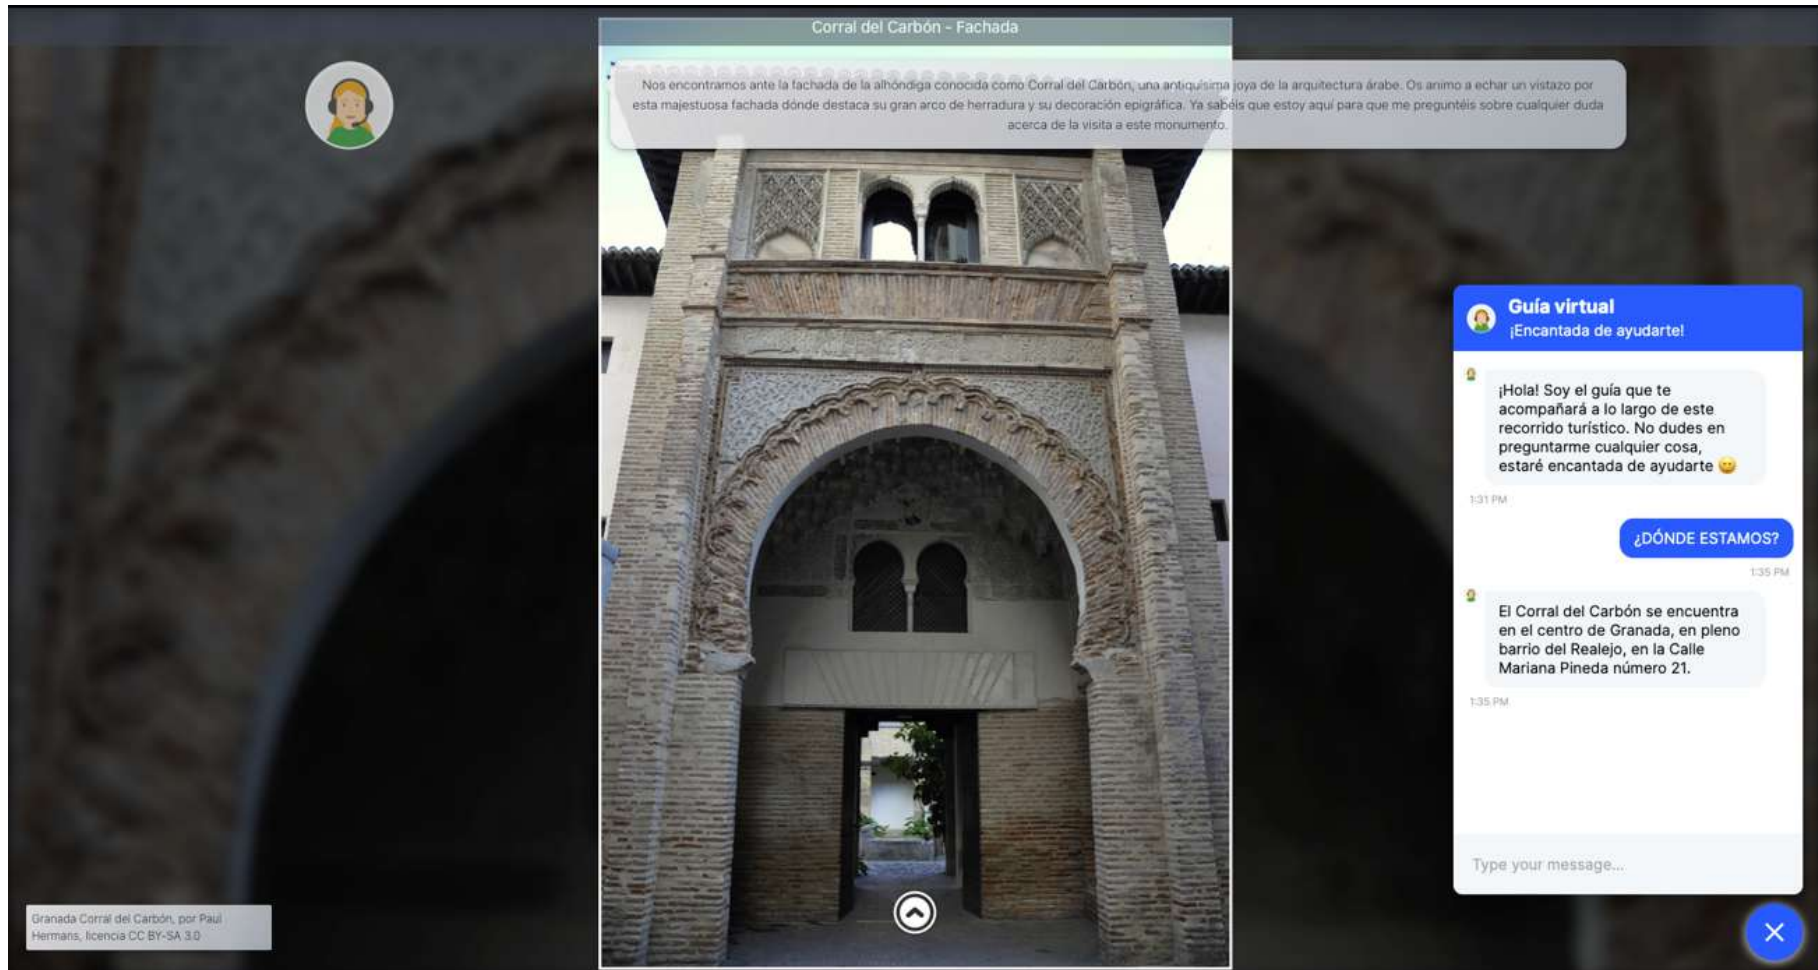 Corral del Carbón - Fachada
Nos encontramos ante la fachada de la alhóndiga conocida como Corral del Carbón, una antiquísima joya de la arquitectura árabe. Os animo a echar un vistazo por
esta majestuosa fachada dónde destaca su gran arco de herradura y su decoración epigráfica. Ya sabéis que estoy aquí para que me preguntéis sobre cualquier duda
acerca de la visita a este monumento.
Guía virtual
¡Encantada de ayudarte!
¡Hola! Soy el guía que te
acompañará a lo largo de este
recorrido turístico. No dudes en
preguntarme cualquier cosa,
estaré encantada de ayudarte 😀
1:31 PM
¿DÓNDE ESTAMOS?
1:35 PM
El Corral del Carbón se encuentra
en el centro de Granada, en pleno
barrio del Realejo, en la Calle
Mariana Pineda número 21.
1:35 PM
Type your message...
Granada Corral del Carbón, por Paul
Hermans, licencia CC BY-SA 3.0